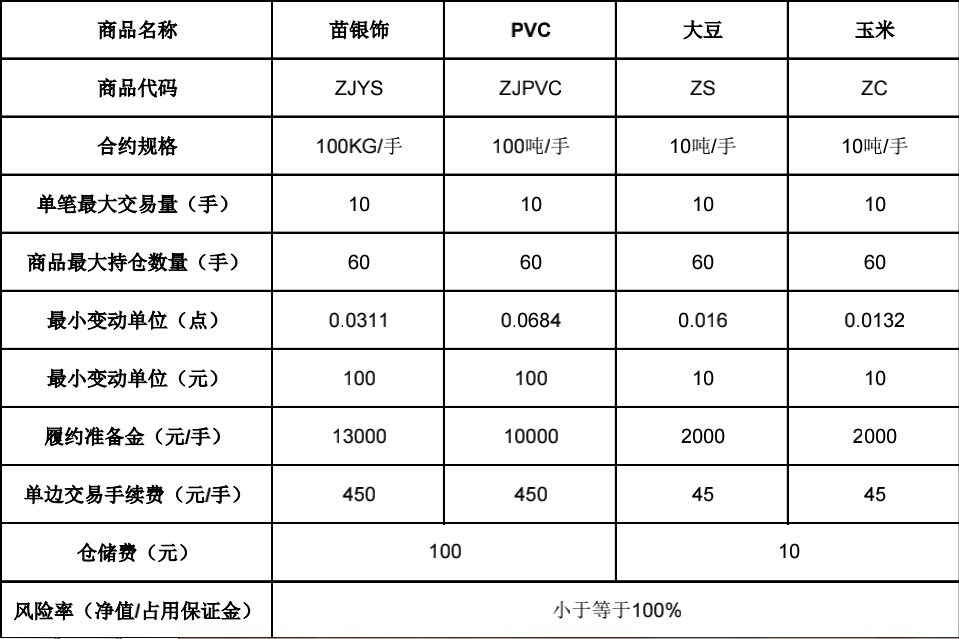 商品名称 苗银饰 PVC 大豆 玉米
商品代码 ZJYS ZJPVC ZS ZC
合约规格 100KG/手 100吨/手 10吨/手 10吨/手
单笔最大交易量（手） 10 10 10 10
商品最大持仓数量（手） 60 60 60 60
最小变动单位（点） 0.0311 0.0684 0.016 0.0132
最小变动单位（元） 100 100 10 10
履约准备金（元/手） 13000 10000 2000 2000
单边交易手续费（元/手） 450 450 45 45
仓储费（元） 100 10
风险率（净值/占用保证金） 小于等于100%